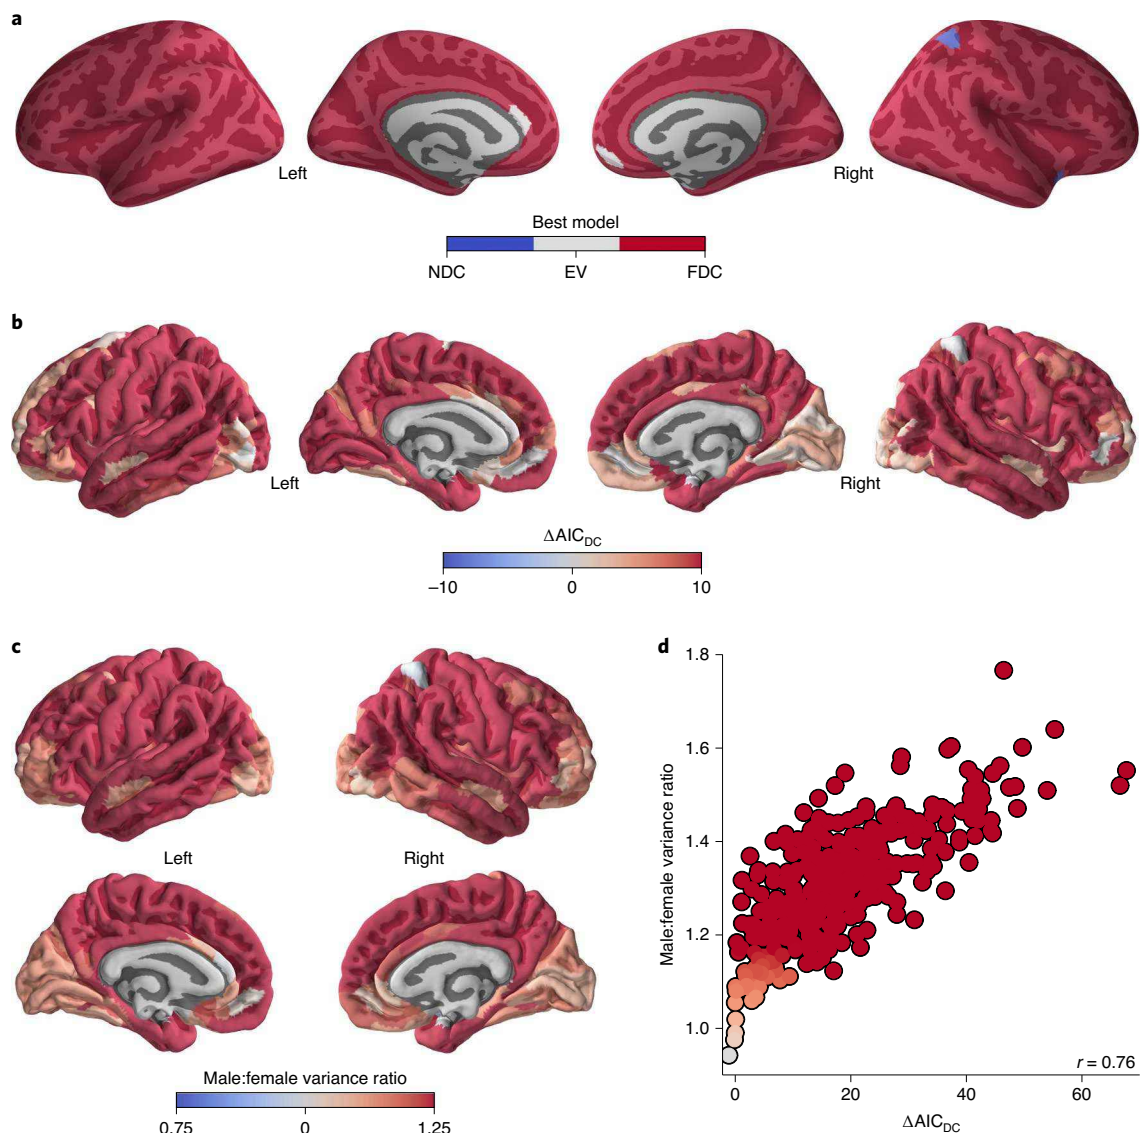 a
Left
Right
Best model
NDC
EV
FDC
b
Left
Right
ΔAIC_DC
−10
0
10
c
Left
Right
Male:female variance ratio
0.75
0
1.25
d
1.8
1.6
1.4
1.2
1.0
Male:female variance ratio
r = 0.76
0
20
40
60
ΔAIC_DC